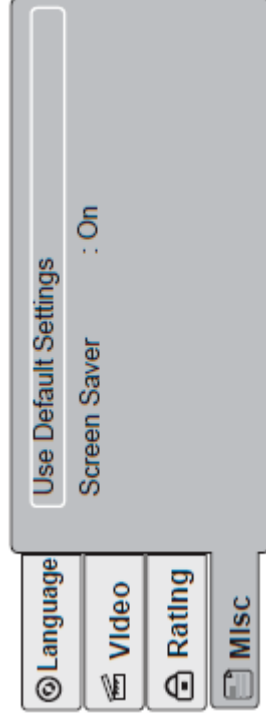 Language
Video
Rating
Misc
Use Default Settings
Screen Saver : On